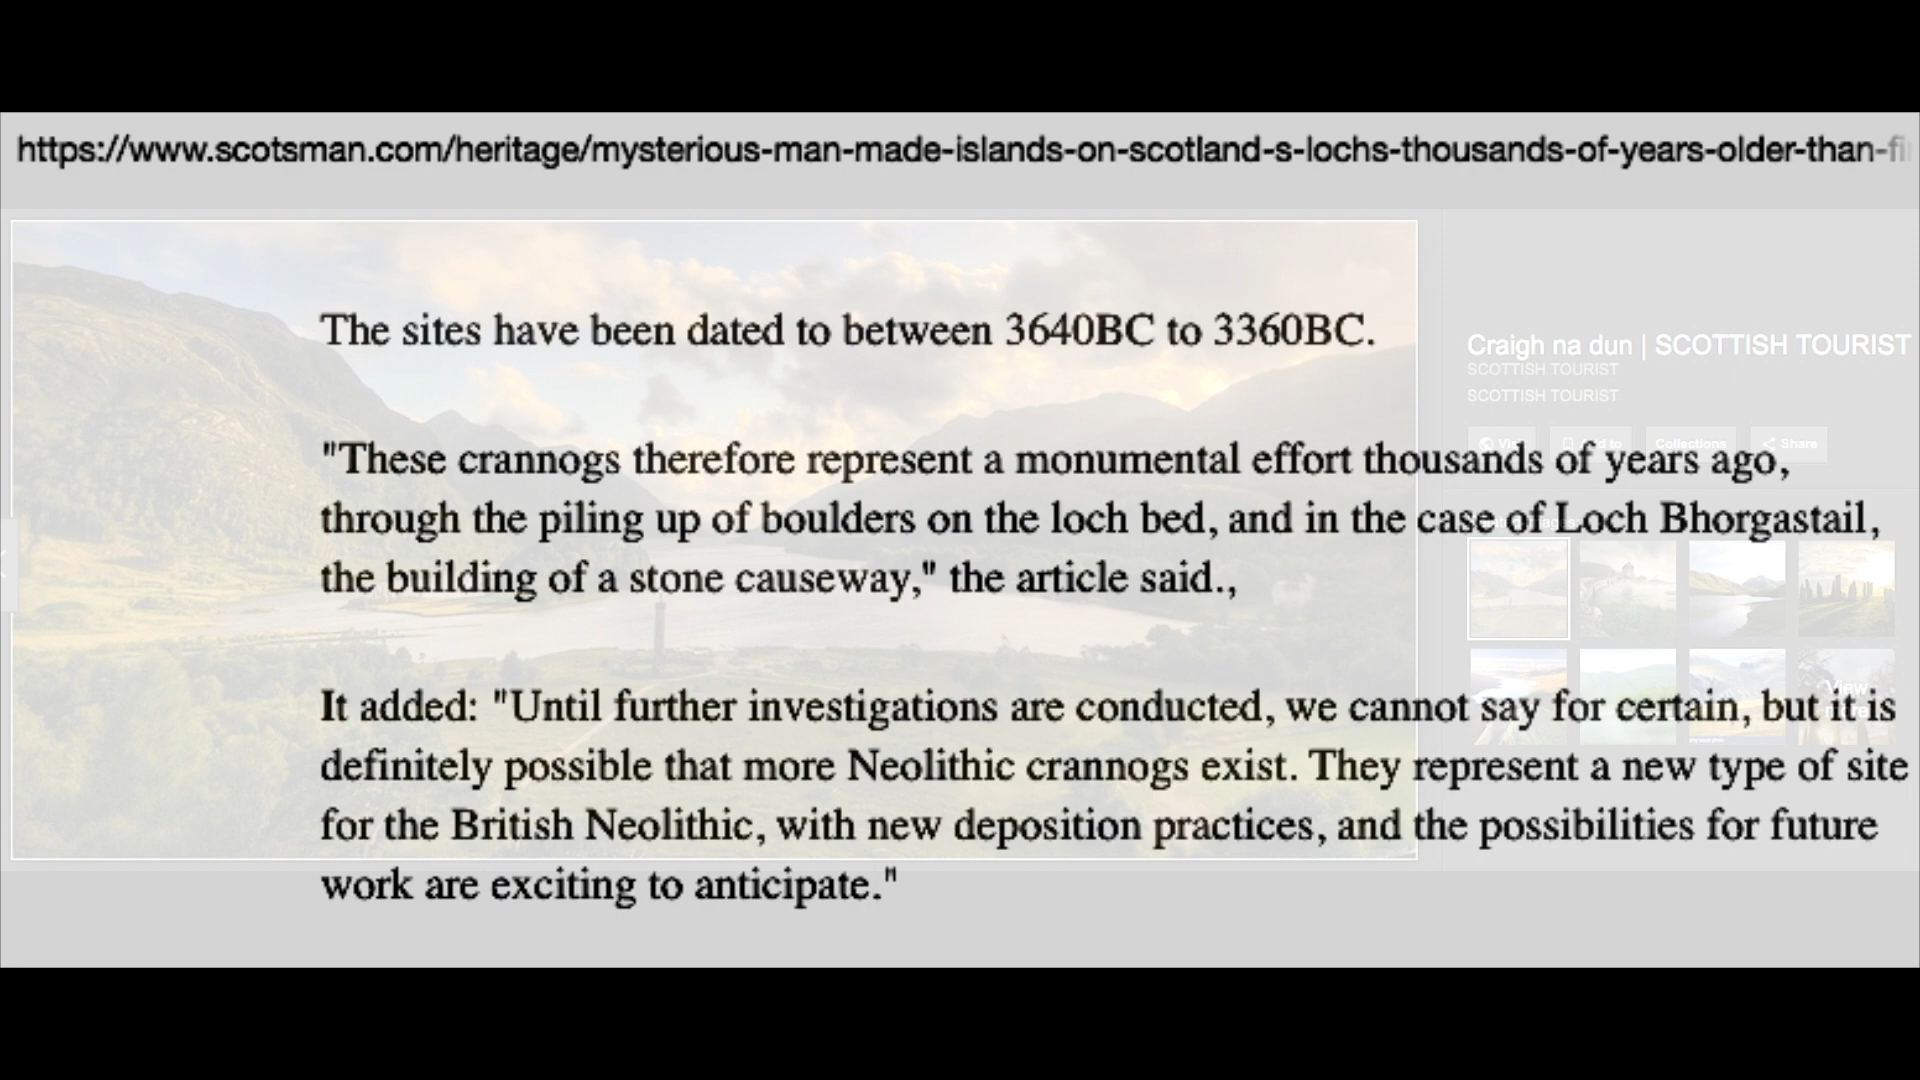 https://www.scotsman.com/heritage/mysterious-man-made-islands-on-scotland-s-lochs-thousands-of-years-older-than-fi
The sites have been dated to between 3640BC to 3360BC.
Craigh na dun | SCOTTISH TOURIST
SCOTTISH TOURIST
SCOTTISH TOURIST
Collections
Share
"These crannogs therefore represent a monumental effort thousands of years ago,
through the piling up of boulders on the loch bed, and in the case of Loch Bhorgastail,
the building of a stone causeway," the article said.,
It added: "Until further investigations are conducted, we cannot say for certain, but it is
definitely possible that more Neolithic crannogs exist. They represent a new type of site
for the British Neolithic, with new deposition practices, and the possibilities for future
work are exciting to anticipate."
View